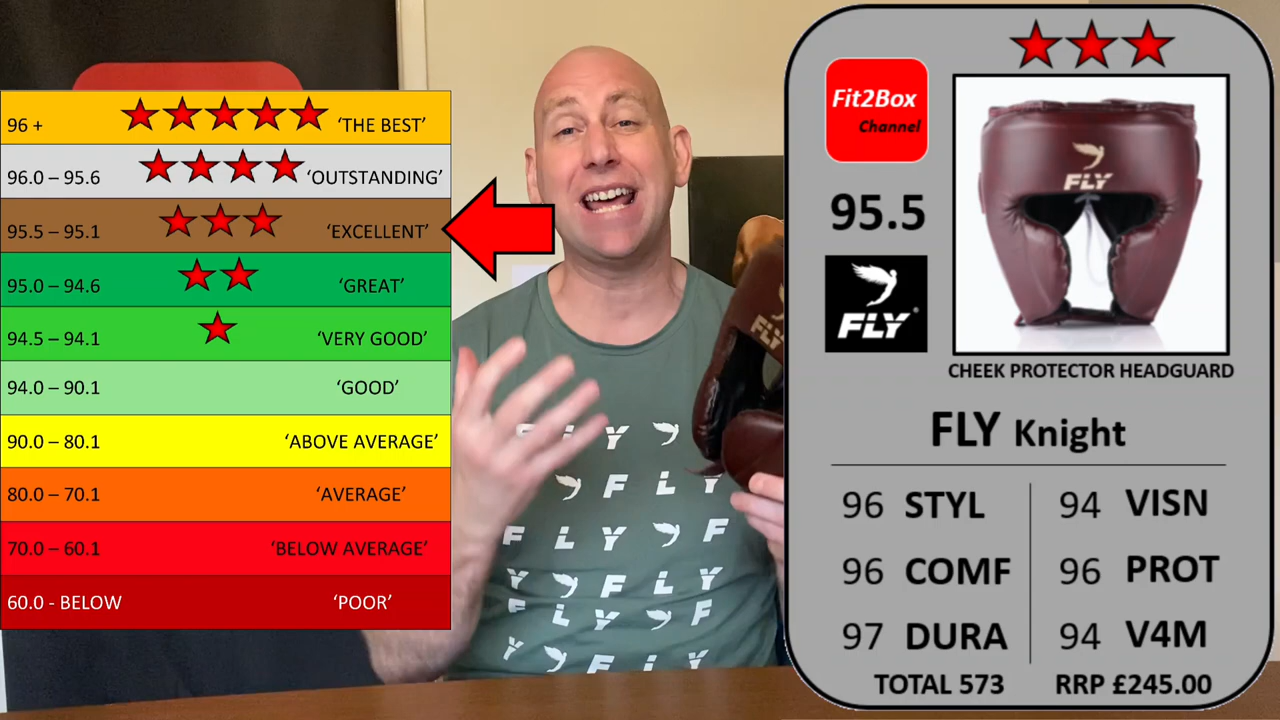 96 + ‘THE BEST’
96.0 – 95.6 ‘OUTSTANDING’
95.5 – 95.1 ‘EXCELLENT’
95.0 – 94.6 ‘GREAT’
94.5 – 94.1 ‘VERY GOOD’
94.0 – 90.1 ‘GOOD’
90.0 – 80.1 ‘ABOVE AVERAGE’
80.0 – 70.1 ‘AVERAGE’
70.0 – 60.1 ‘BELOW AVERAGE’
60.0 - BELOW ‘POOR’
FLY
F L Y
F L Y F
Y F L Y
F L Y F
Y F L Y
FLY
Fit2Box
Channel
95.5
FLY®
FLY
CHEEK PROTECTOR HEADGUARD
FLY Knight
96 STYL 94 VISN
96 COMF 96 PROT
97 DURA 94 V4M
TOTAL 573 RRP £245.00